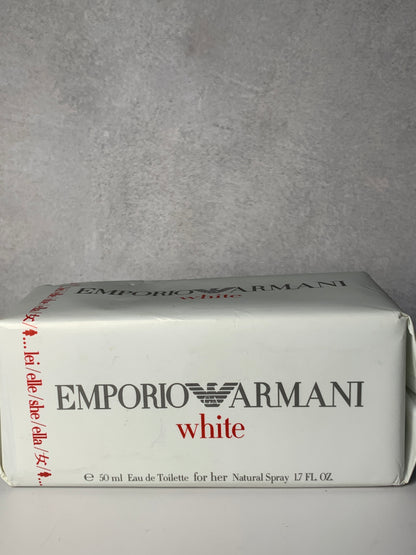 EMPORIO ARMANI
white
EMPORIO ARMANI
white
℮ 50 ml Eau de Toilette for her Natural Spray 1.7 FL. OZ.
...lei/elle/she/ella/女/